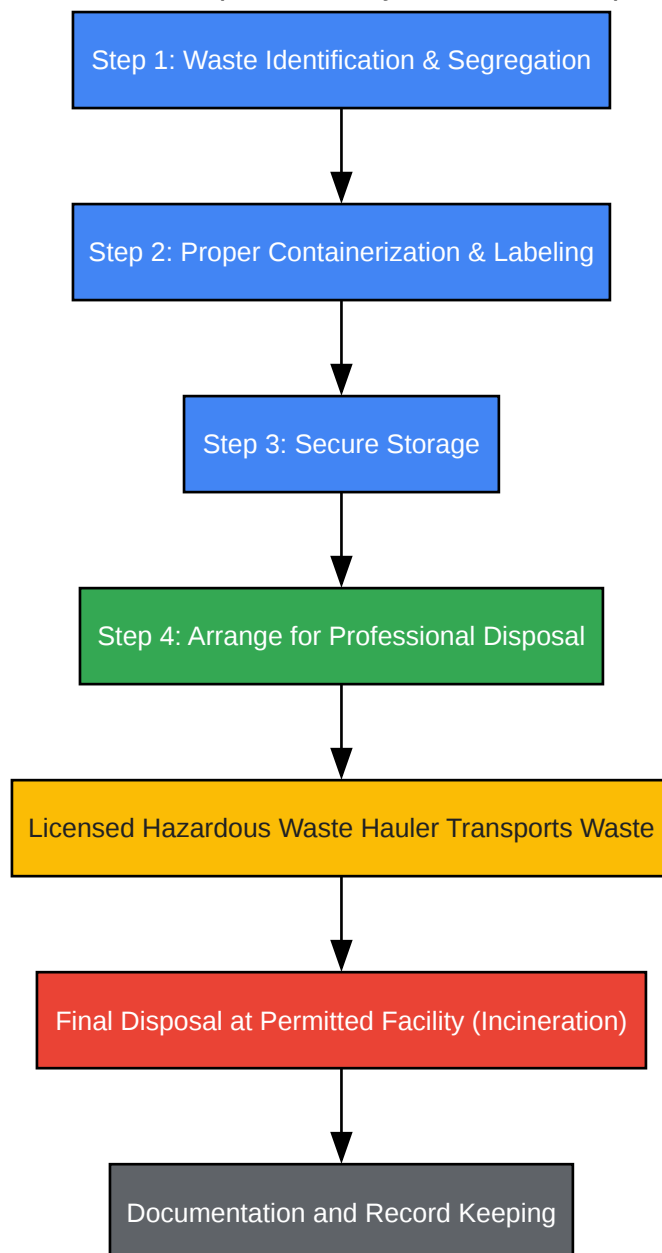 Step 1: Waste Identification & Segregation
Step 2: Proper Containerization & Labeling
Step 3: Secure Storage
Step 4: Arrange for Professional Disposal
Licensed Hazardous Waste Hauler Transports Waste
Final Disposal at Permitted Facility (Incineration)
Documentation and Record Keeping